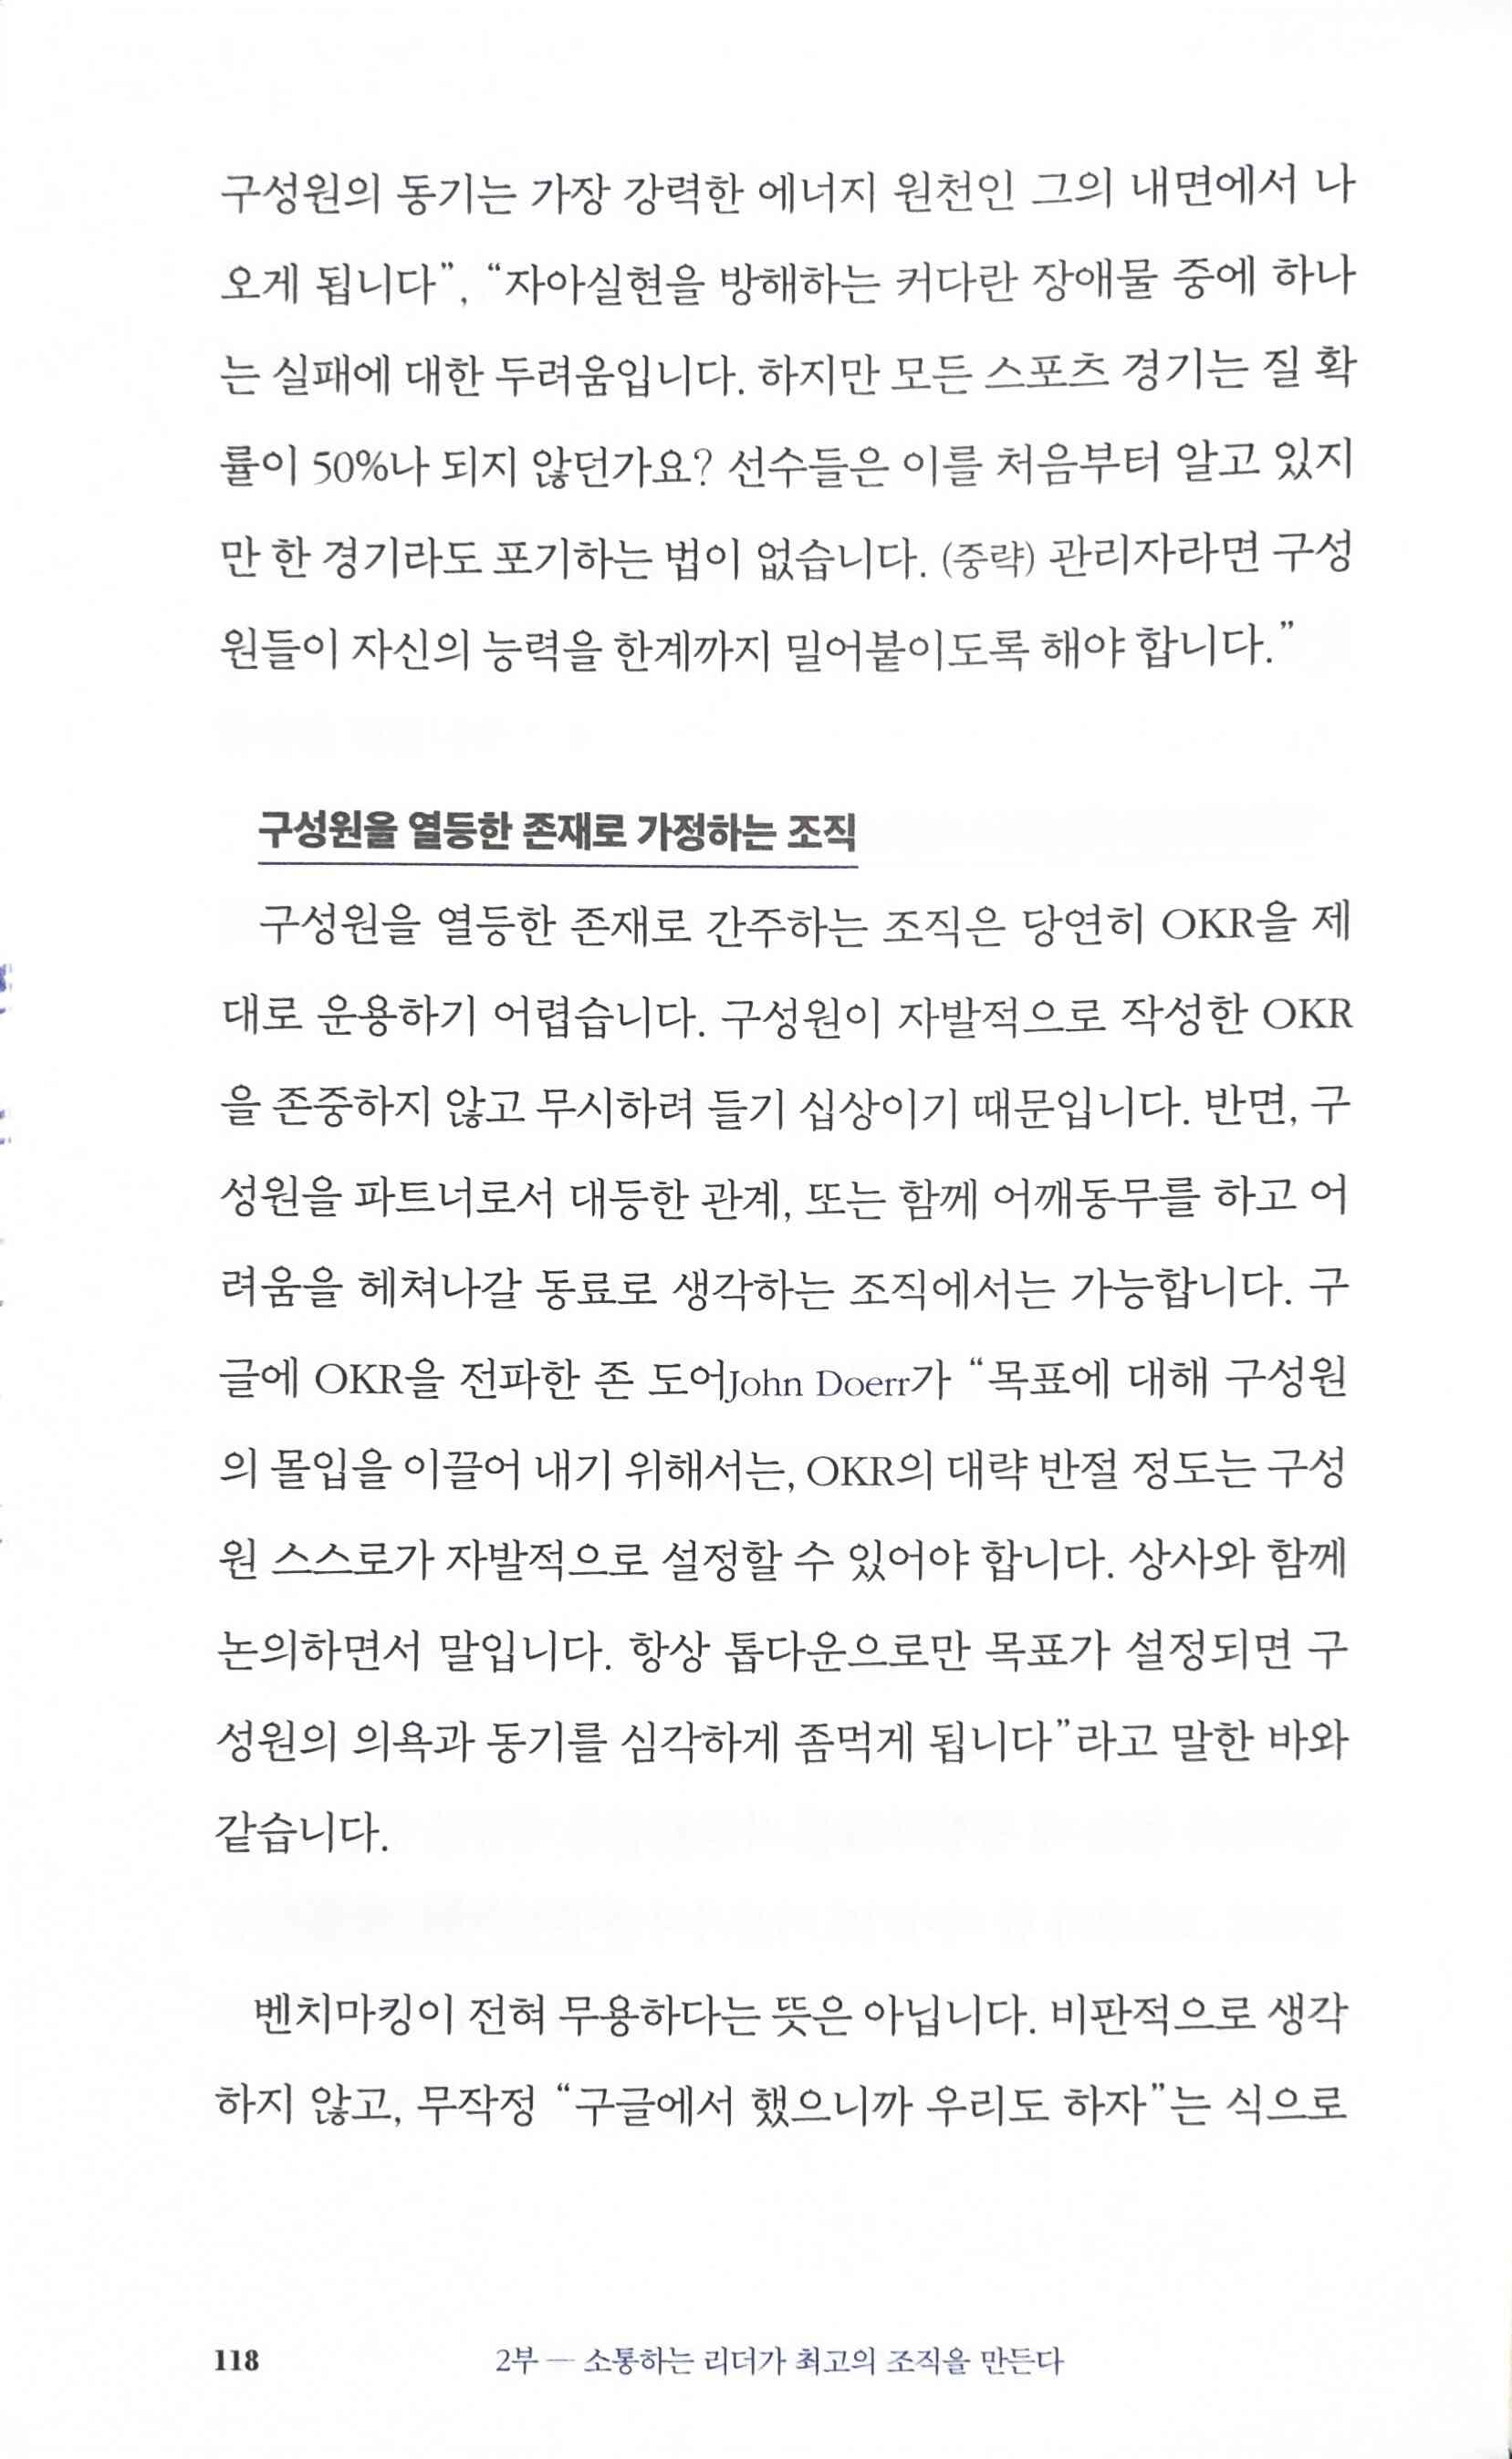 구성원의 동기는 가장 강력한 에너지 원천인 그의 내면에서 나
오게 됩니다”, “자아실현을 방해하는 커다란 장애물 중에 하나
는 실패에 대한 두려움입니다. 하지만 모든 스포츠 경기는 질 확
률이 50%나 되지 않던가요? 선수들은 이를 처음부터 알고 있지
만 한 경기라도 포기하는 법이 없습니다. (중략) 관리자라면 구성
원들이 자신의 능력을 한계까지 밀어붙이도록 해야 합니다.”
구성원을 열등한 존재로 가정하는 조직
구성원을 열등한 존재로 간주하는 조직은 당연히 OKR을 제
대로 운용하기 어렵습니다. 구성원이 자발적으로 작성한 OKR
을 존중하지 않고 무시하려 들기 십상이기 때문입니다. 반면, 구
성원을 파트너로서 대등한 관계, 또는 함께 어깨동무를 하고 어
려움을 헤쳐나갈 동료로 생각하는 조직에서는 가능합니다. 구
글에 OKR을 전파한 존 도어John Doerr가 “목표에 대해 구성원
의 몰입을 이끌어 내기 위해서는, OKR의 대략 반절 정도는 구성
원 스스로가 자발적으로 설정할 수 있어야 합니다. 상사와 함께
논의하면서 말입니다. 항상 톱다운으로만 목표가 설정되면 구
성원의 의욕과 동기를 심각하게 좀먹게 됩니다”라고 말한 바와
같습니다.
벤치마킹이 전혀 무용하다는 뜻은 아닙니다. 비판적으로 생각
하지 않고, 무작정 “구글에서 했으니까 우리도 하자”는 식으로
118 2부 — 소통하는 리더가 최고의 조직을 만든다